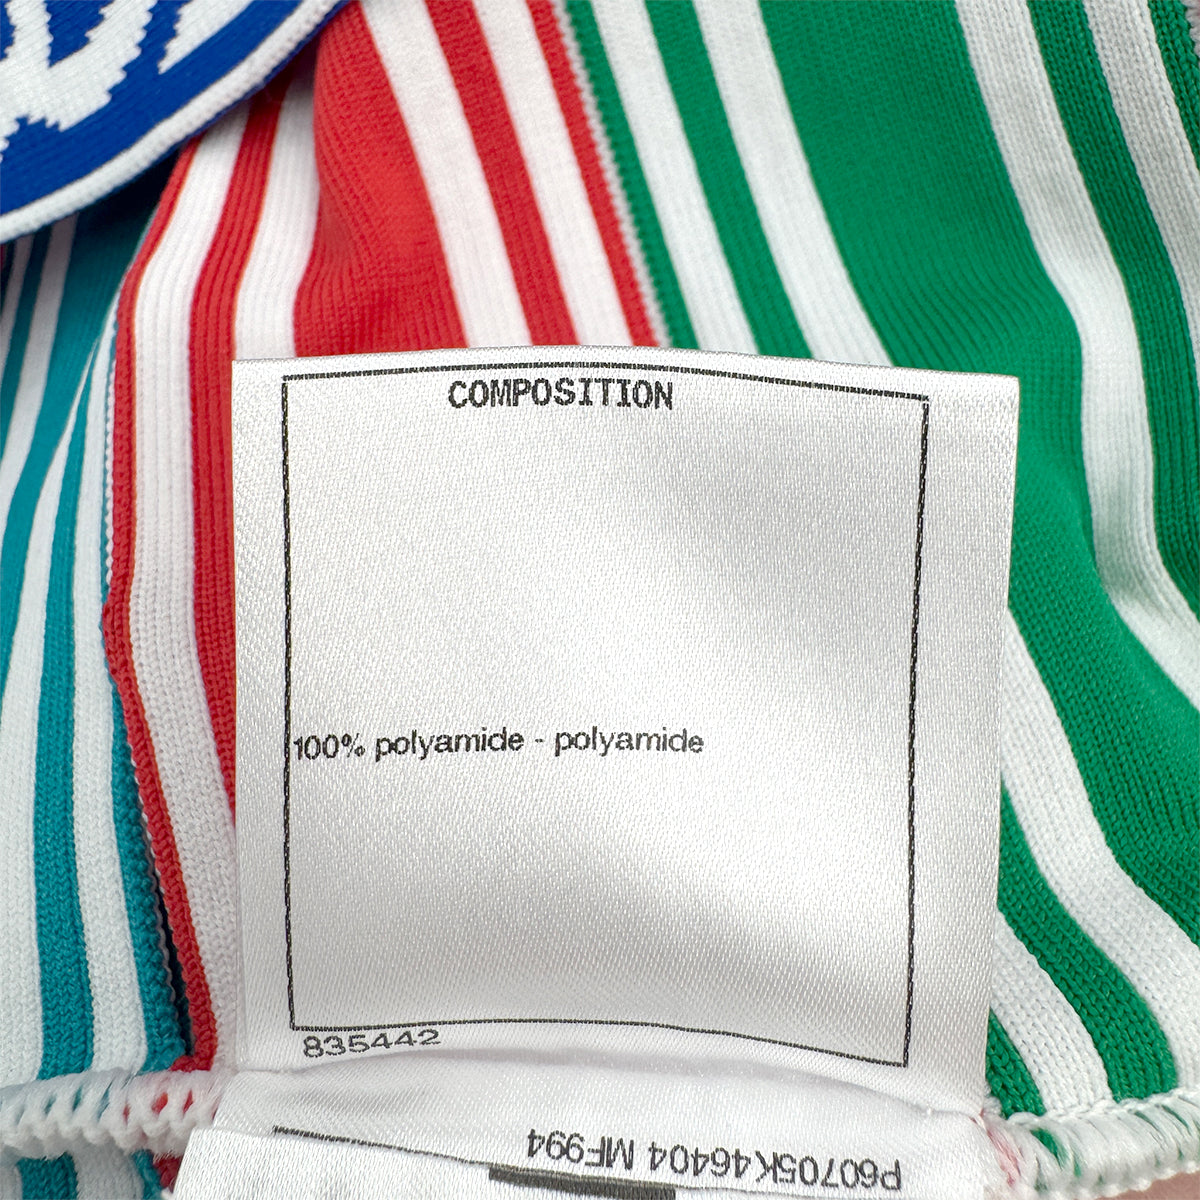 COMPOSITION
100% polyamide - polyamide
835442
P60705K46404 MF994